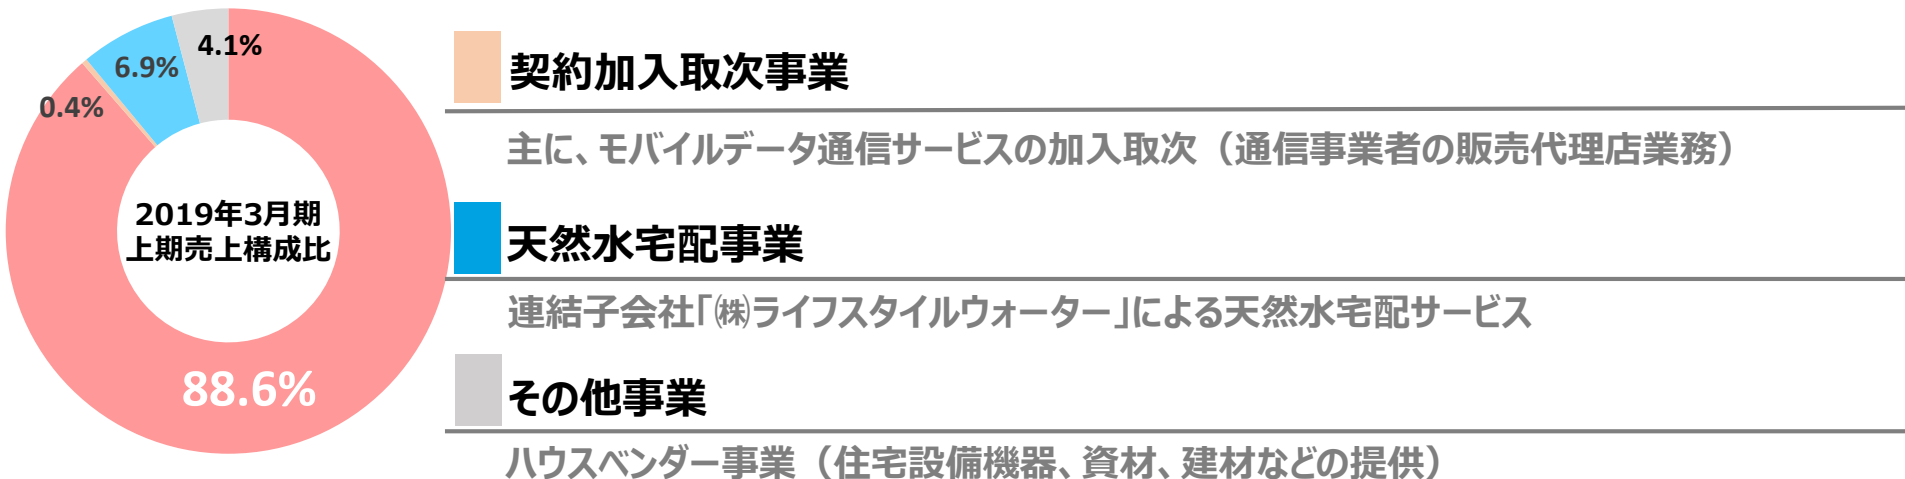 4.1%
6.9%
0.4%
2019年3月期
上期売上構成比
88.6%
契約加入取次事業
主に、モバイルデータ通信サービスの加入取次（通信事業者の販売代理店業務）
天然水宅配事業
連結子会社「㈱ライフスタイルウォーター」による天然水宅配サービス
その他事業
ハウスベンダー事業（住宅設備機器、資材、建材などの提供）